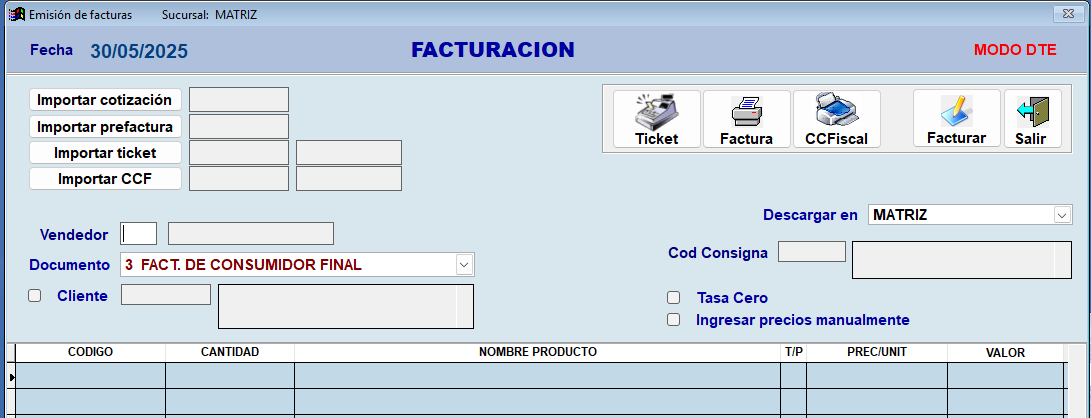 Emisión de facturas Sucursal: MATRIZ
Fecha 30/05/2025 FACTURACION MODO DTE
Importar cotización
Importar prefactura
Importar ticket
Importar CCF
Ticket Factura CCFiscal Facturar Salir
Descargar en MATRIZ
Vendedor
Cod Consigna
Documento 3 FACT. DE CONSUMIDOR FINAL
Cliente
Tasa Cero
Ingresar precios manualmente
CODIGO CANTIDAD NOMBRE PRODUCTO T/P PREC/UNIT VALOR